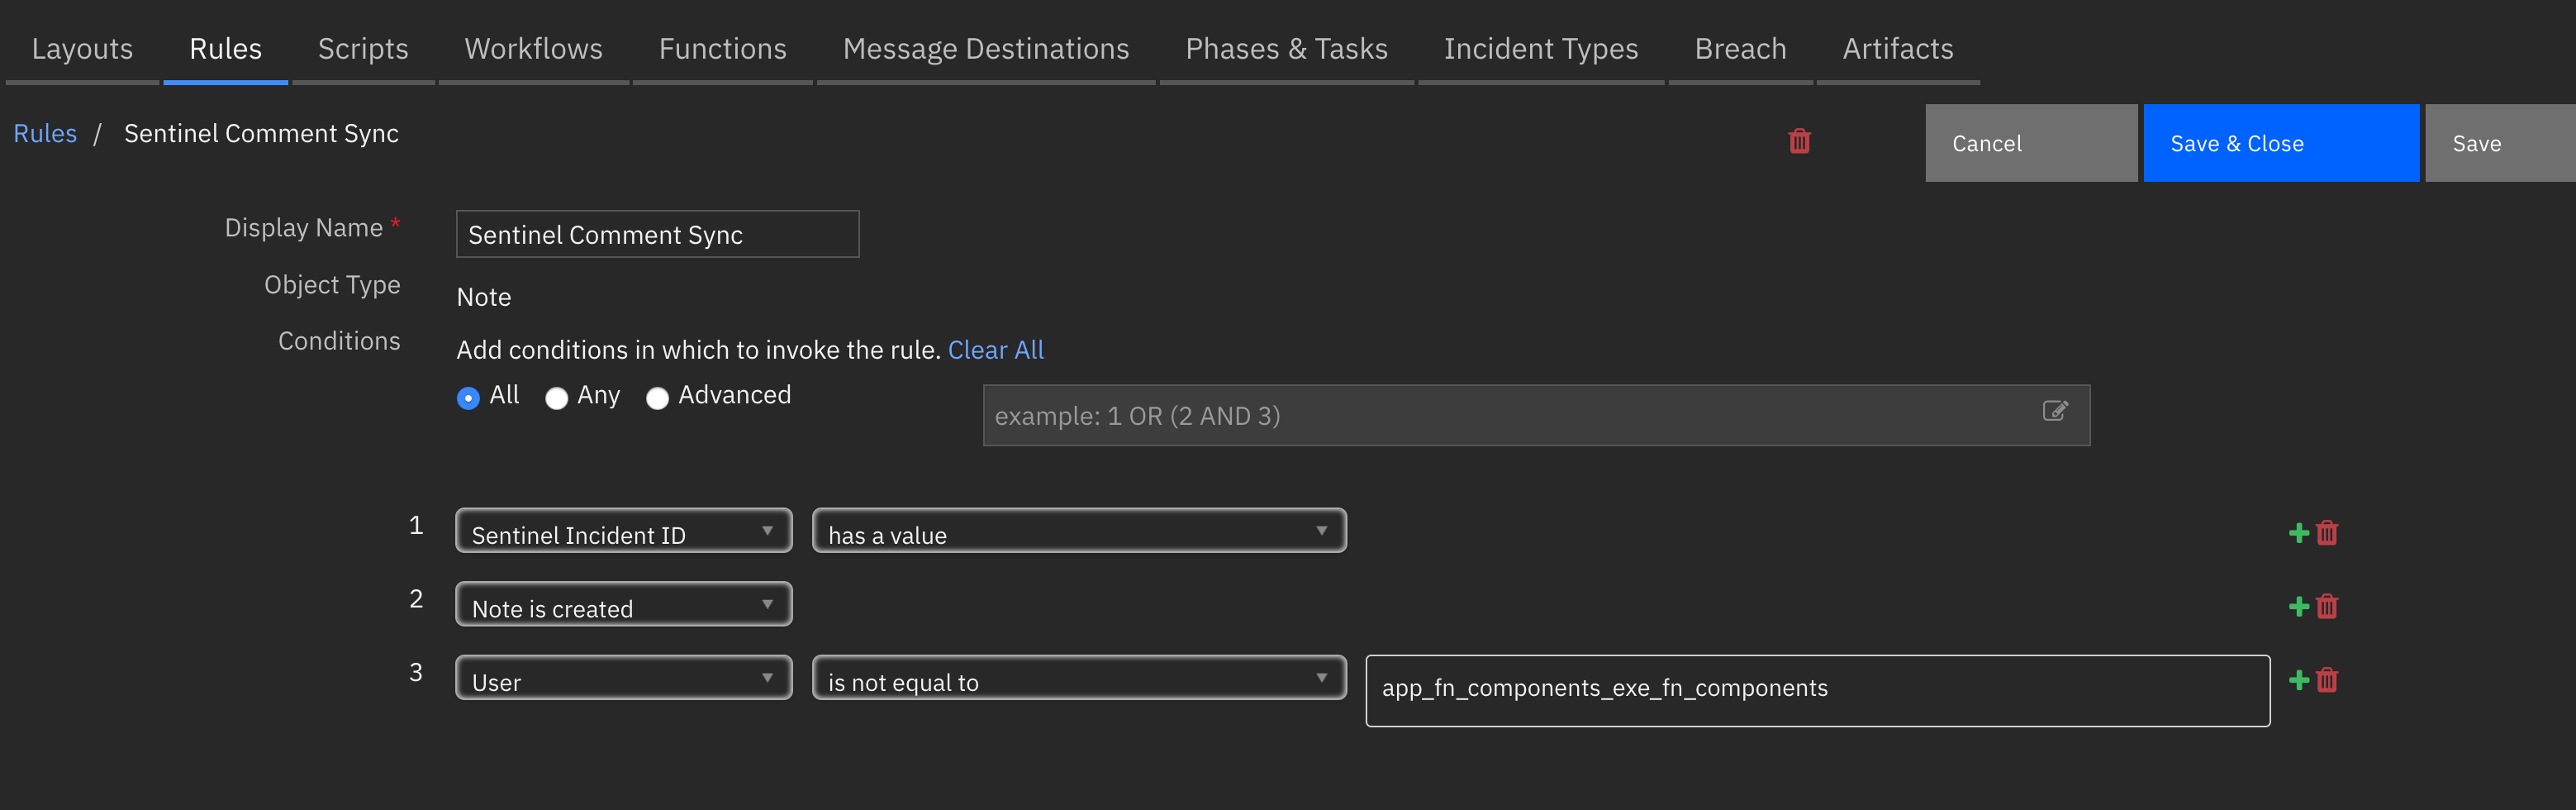 Layouts Rules Scripts Workflows Functions Message Destinations Phases & Tasks Incident Types Breach Artifacts
Rules / Sentinel Comment Sync
Cancel Save & Close Save
Display Name * Sentinel Comment Sync
Object Type Note
Conditions Add conditions in which to invoke the rule. Clear All
All Any Advanced example: 1 OR (2 AND 3)
1 Sentinel Incident ID has a value
2 Note is created
3 User is not equal to app_fn_components_exe_fn_components